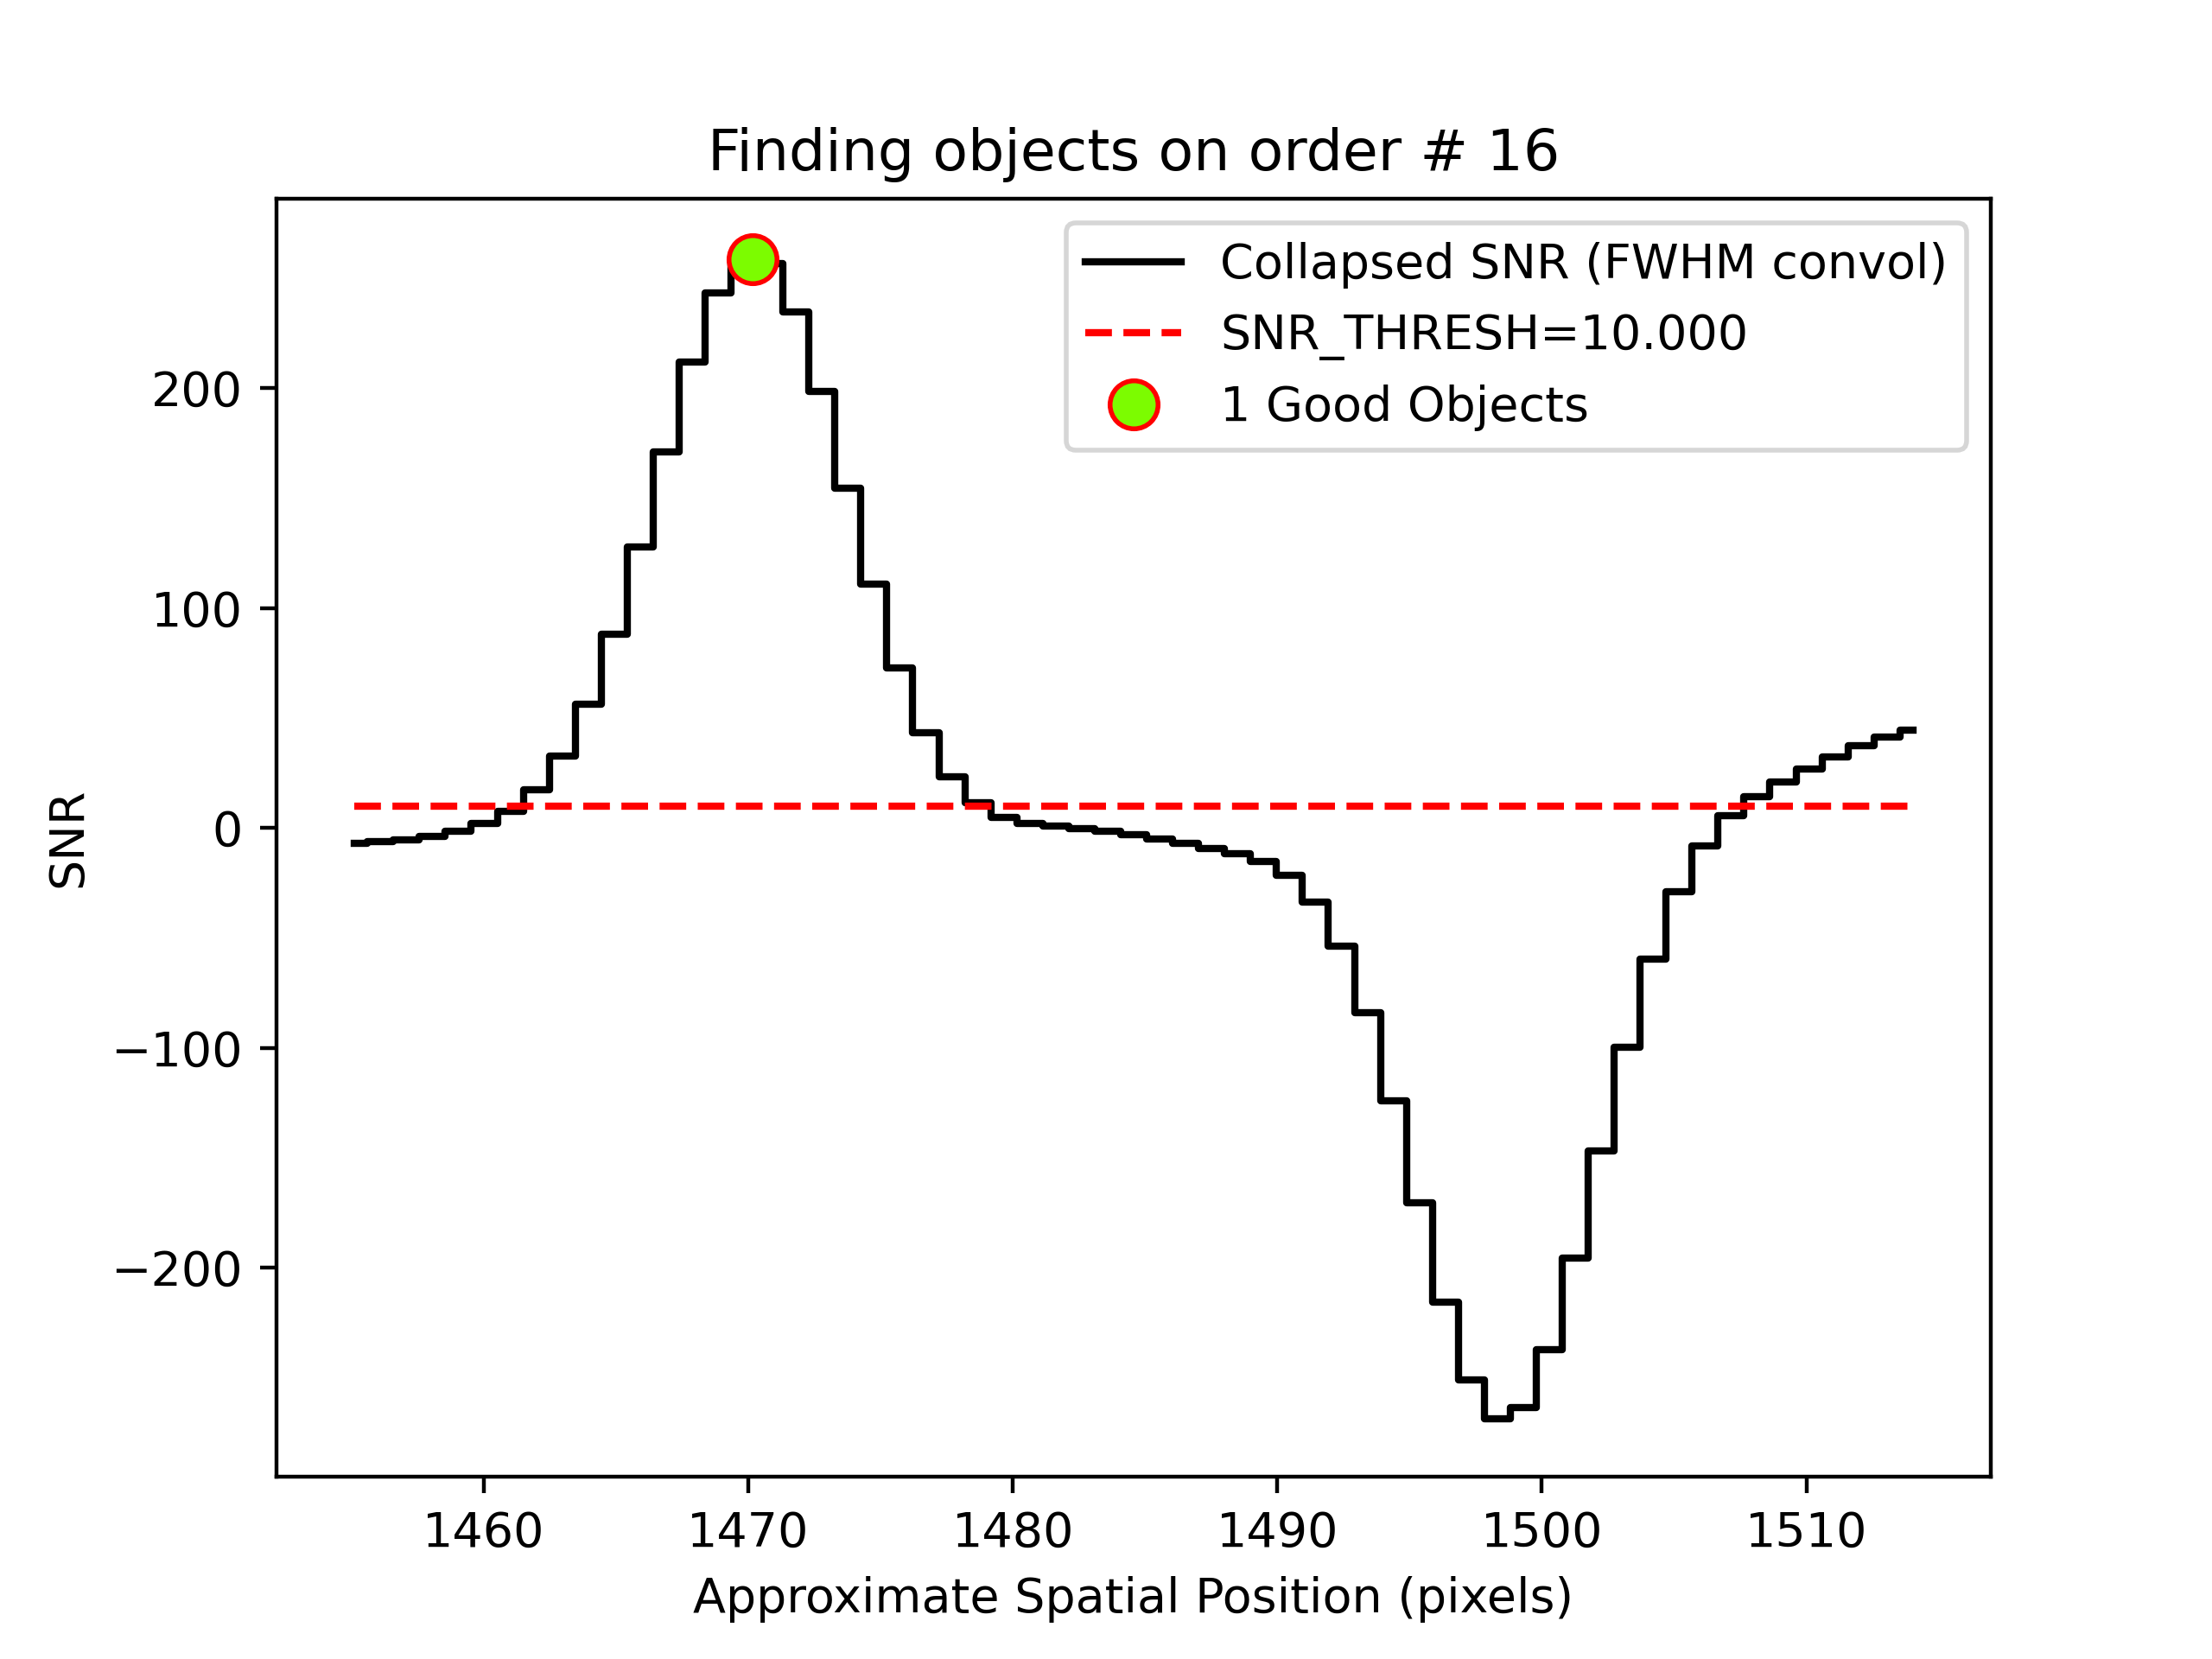 Finding objects on order # 16
Collapsed SNR (FWHM convol)
SNR_THRESH=10.000
1 Good Objects
200
100
0
−100
−200
SNR
1460 1470 1480 1490 1500 1510
Approximate Spatial Position (pixels)